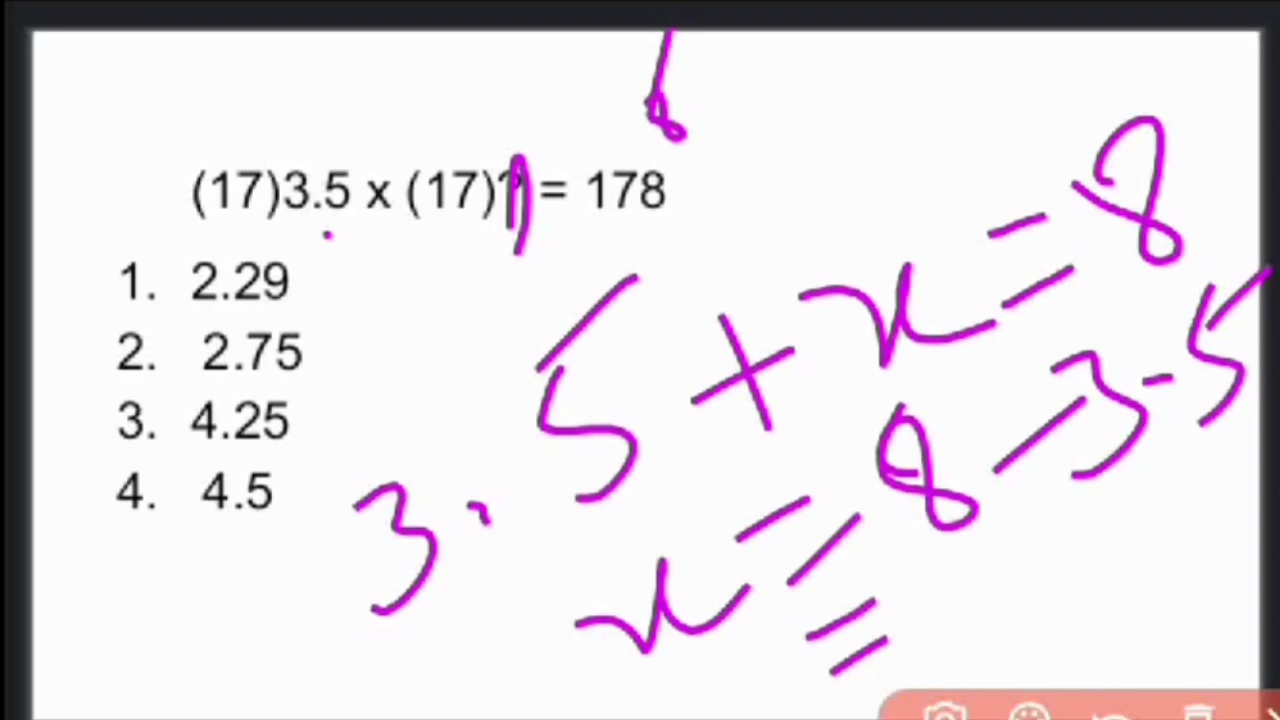 (17)3.5 x (17)? = 178
1. 2.29
2. 2.75
3. 4.25
4. 4.5
3.5 + x = 8
x = 8 - 3.5
=